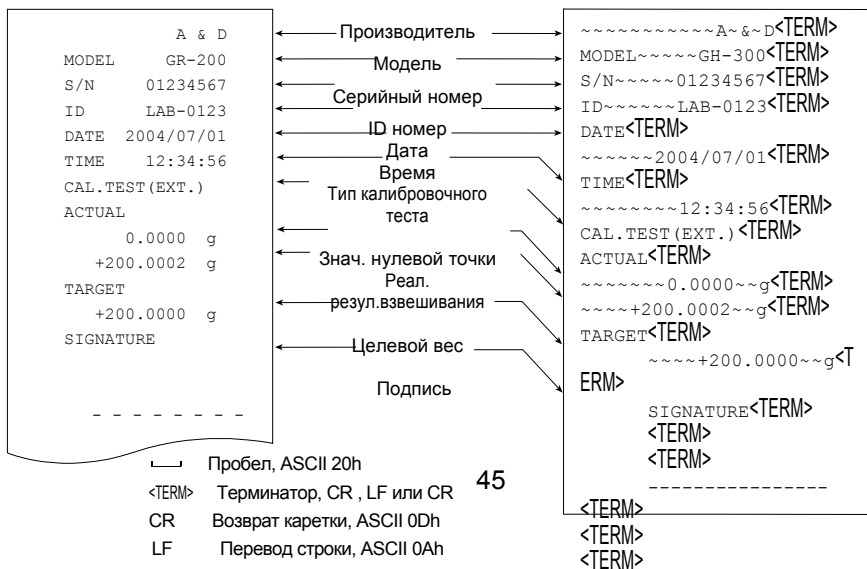 A & D
MODEL GR-200
S/N 01234567
ID LAB-0123
DATE 2004/07/01
TIME 12:34:56
CAL.TEST(EXT.)
ACTUAL
0.0000 g
+200.0002 g
TARGET
+200.0000 g
SIGNATURE
- - - - - - - -
Производитель
Модель
Серийный номер
ID номер
Дата
Время
Тип калибровочного
теста
Знач. нулевой точки
Реал.
резул.взвешивания
Целевой вес
Подпись
~~~~~~~~~~~A~&~D<TERM>
MODEL~~~~~GH-300<TERM>
S/N~~~~~01234567<TERM>
ID~~~~~~LAB-0123<TERM>
DATE<TERM>
~~~~~~2004/07/01<TERM>
TIME<TERM>
~~~~~~~~12:34:56<TERM>
CAL.TEST(EXT.)<TERM>
ACTUAL<TERM>
~~~~~~~0.0000~~g<TERM>
~~~~+200.0002~~g<TERM>
TARGET<TERM>
~~~~+200.0000~~g<T
ERM>
SIGNATURE<TERM>
<TERM>
<TERM>
----------------
<TERM>
<TERM>
<TERM>
Пробел, ASCII 20h
<TERM> Терминатор, CR , LF или CR
CR Возврат каретки, ASCII 0Dh
LF Перевод строки, ASCII 0Ah
45